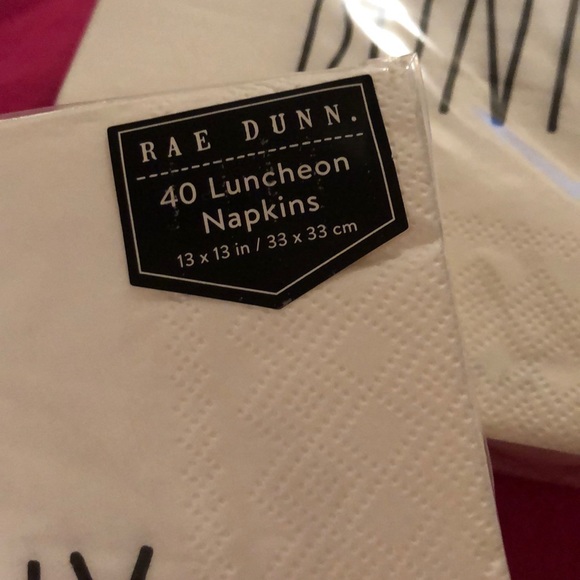 RAE DUNN.
40 Luncheon
Napkins
13 x 13 in / 33 x 33 cm